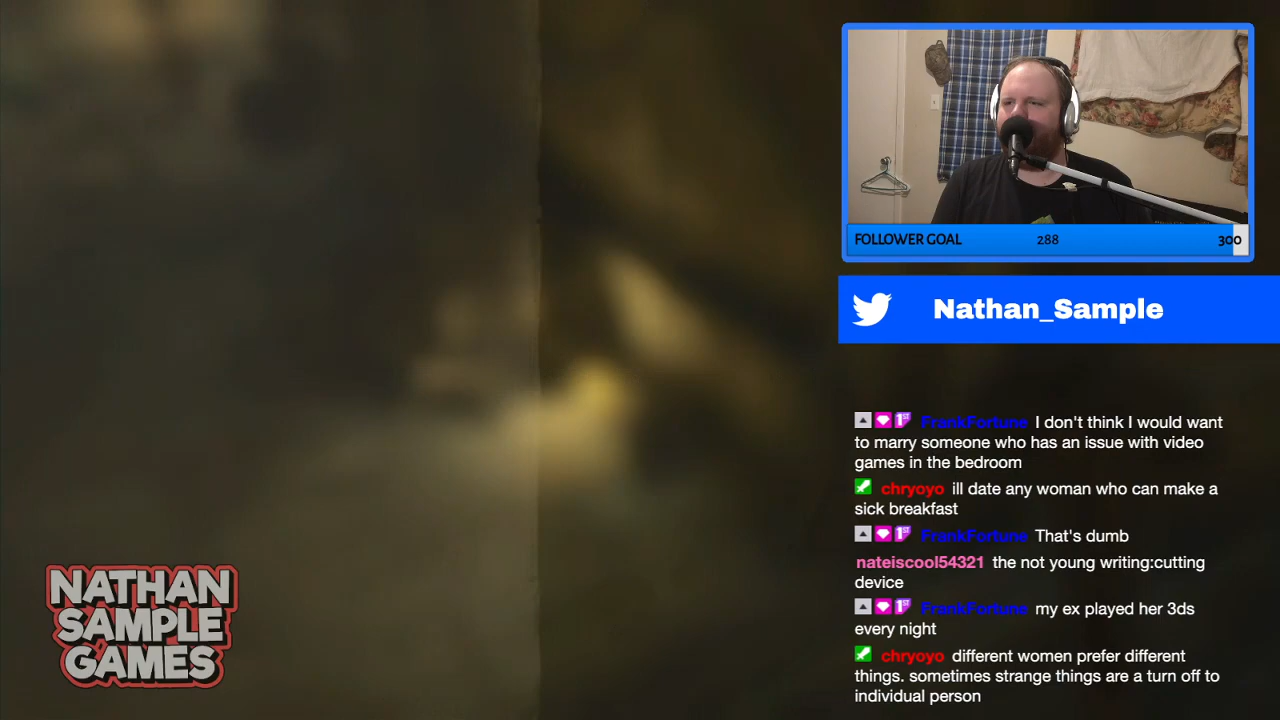 FOLLOWER GOAL 288 300
Nathan_Sample
FrankFortune I don't think I would want
to marry someone who has an issue with video
games in the bedroom
chryoyo ill date any woman who can make a
sick breakfast
FrankFortune That's dumb
nateiscool54321 the not young writing:cutting
device
FrankFortune my ex played her 3ds
every night
chryoyo different women prefer different
things. sometimes strange things are a turn off to
individual person
NATHAN
SAMPLE
GAMES